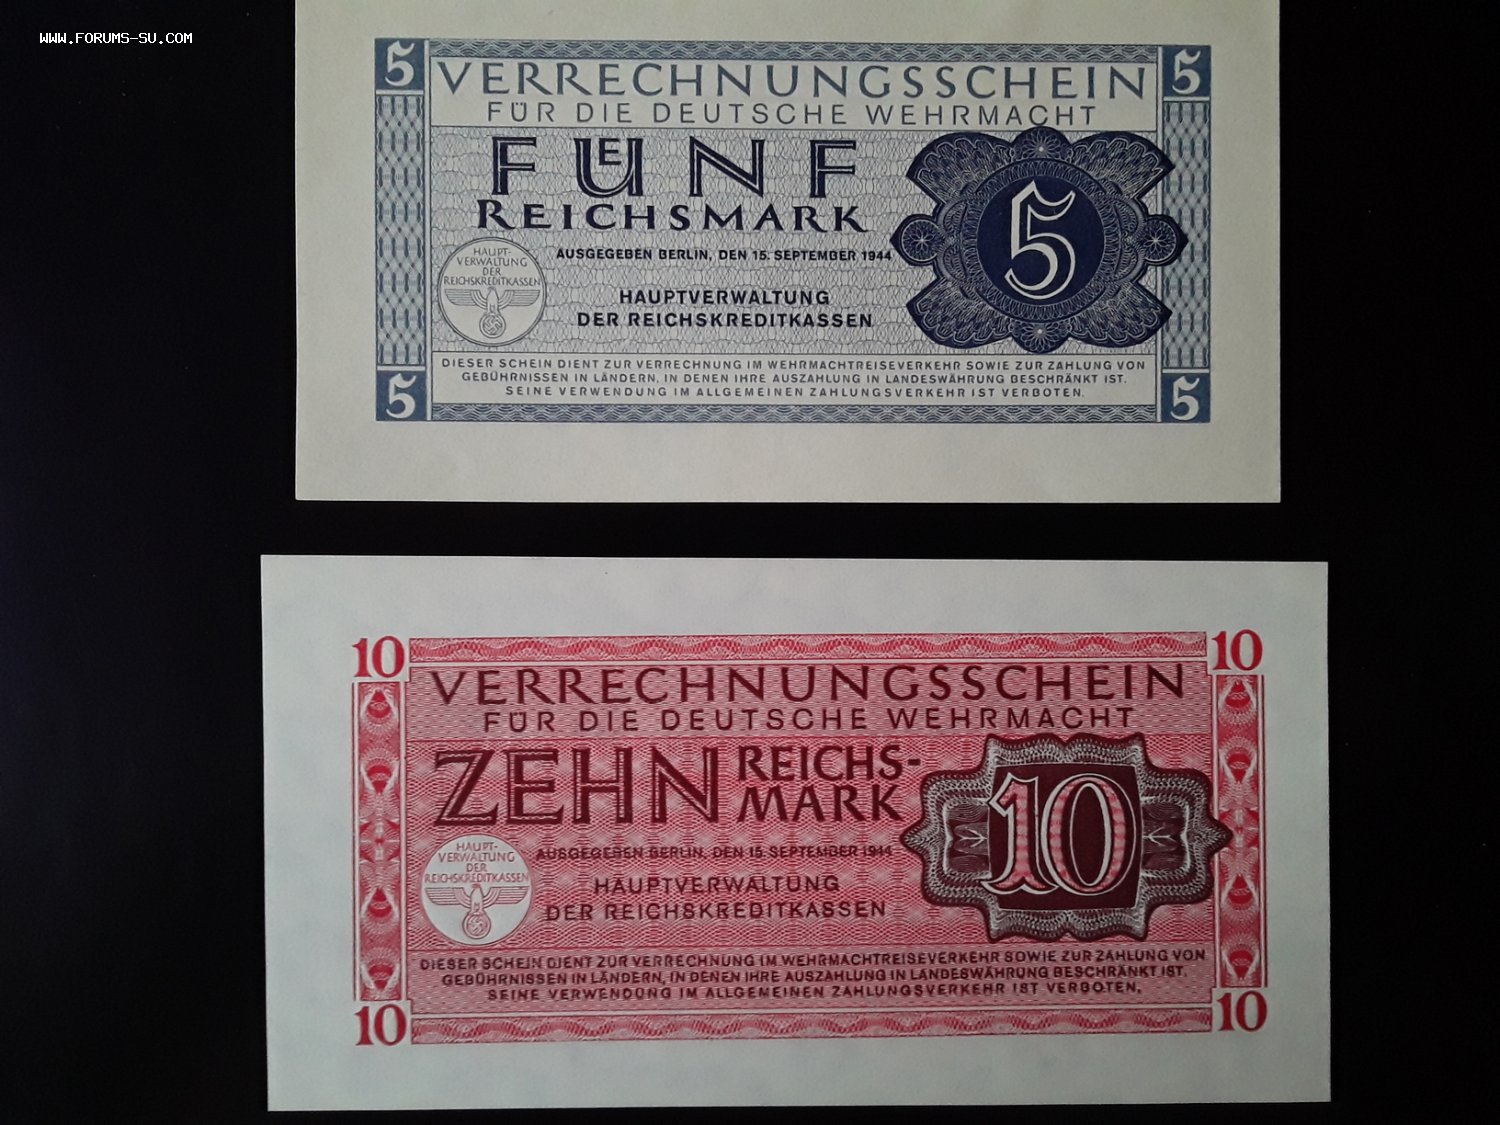 WWW.FORUMS-SU.COM
5 VERRECHNUNGSSCHEIN 5
FÜR DIE DEUTSCHE WEHRMACHT
FUENF
REICHSMARK
5
AUSGEGEBEN BERLIN, DEN 15. SEPTEMBER 1944
HAUPT-
VERWALTUNG
DER
REICHSKREDITKASSEN
HAUPTVERWALTUNG
DER REICHSKREDITKASSEN
DIESER SCHEIN DIENT ZUR VERRECHNUNG IM WEHRMACHTREISEVERKEHR SOWIE ZUR ZAHLUNG VON
GEBÜHRNISSEN IN LÄNDERN, IN DENEN IHRE AUSZAHLUNG IN LANDESWÄHRUNG BESCHRÄNKT IST.
SEINE VERWENDUNG IM ALLGEMEINEN ZAHLUNGSVERKEHR IST VERBOTEN.
5 5
10 10
VERRECHNUNGSSCHEIN
FÜR DIE DEUTSCHE WEHRMACHT
ZEHN REICHS-
MARK
10
AUSGEGEBEN BERLIN, DEN 15. SEPTEMBER 1944
HAUPT-
VERWALTUNG
DER
REICHSKREDITKASSEN
HAUPTVERWALTUNG
DER REICHSKREDITKASSEN
DIESER SCHEIN DIENT ZUR VERRECHNUNG IM WEHRMACHTREISEVERKEHR SOWIE ZUR ZAHLUNG VON
GEBÜHRNISSEN IN LÄNDERN, IN DENEN IHRE AUSZAHLUNG IN LANDESWÄHRUNG BESCHRÄNKT IST.
SEINE VERWENDUNG IM ALLGEMEINEN ZAHLUNGSVERKEHR IST VERBOTEN.
10 10